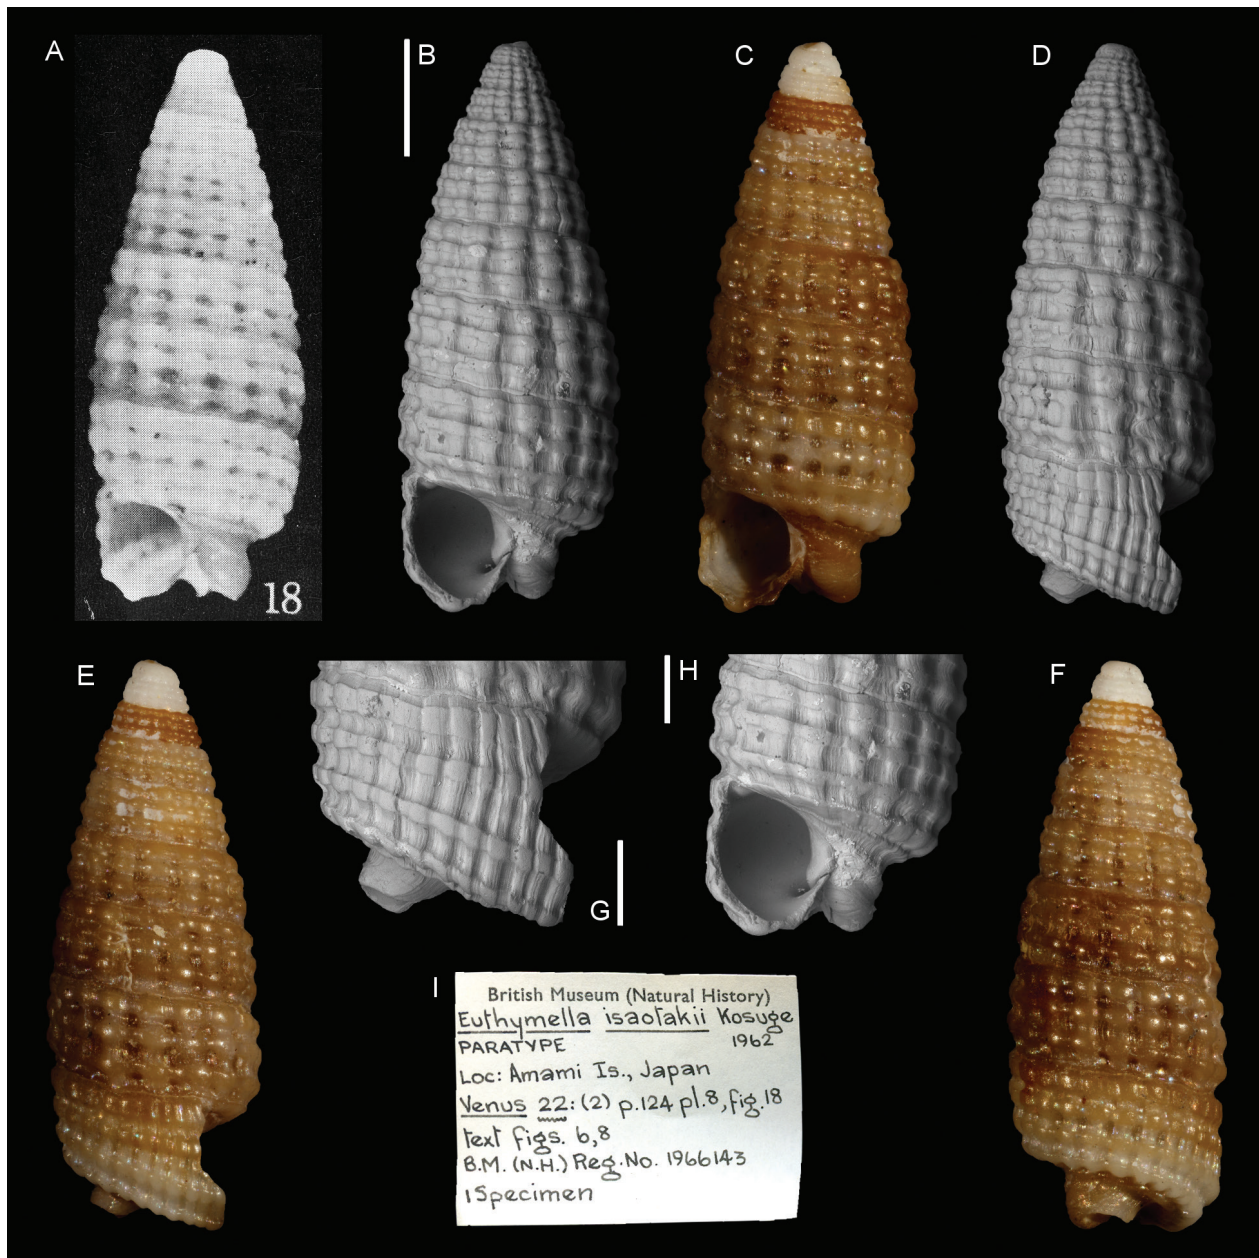 A
B
C
D
18
E
G
H
F
I
British Museum (Natural History)
Euthymella isaotakii Kosuge
PARATYPE 1962
Loc: Amami Is., Japan
Venus 22: (2) p.124 pl.8, fig.18
text figs. 6,8
B.M. (N.H.) Reg. No. 1966143
1 Specimen